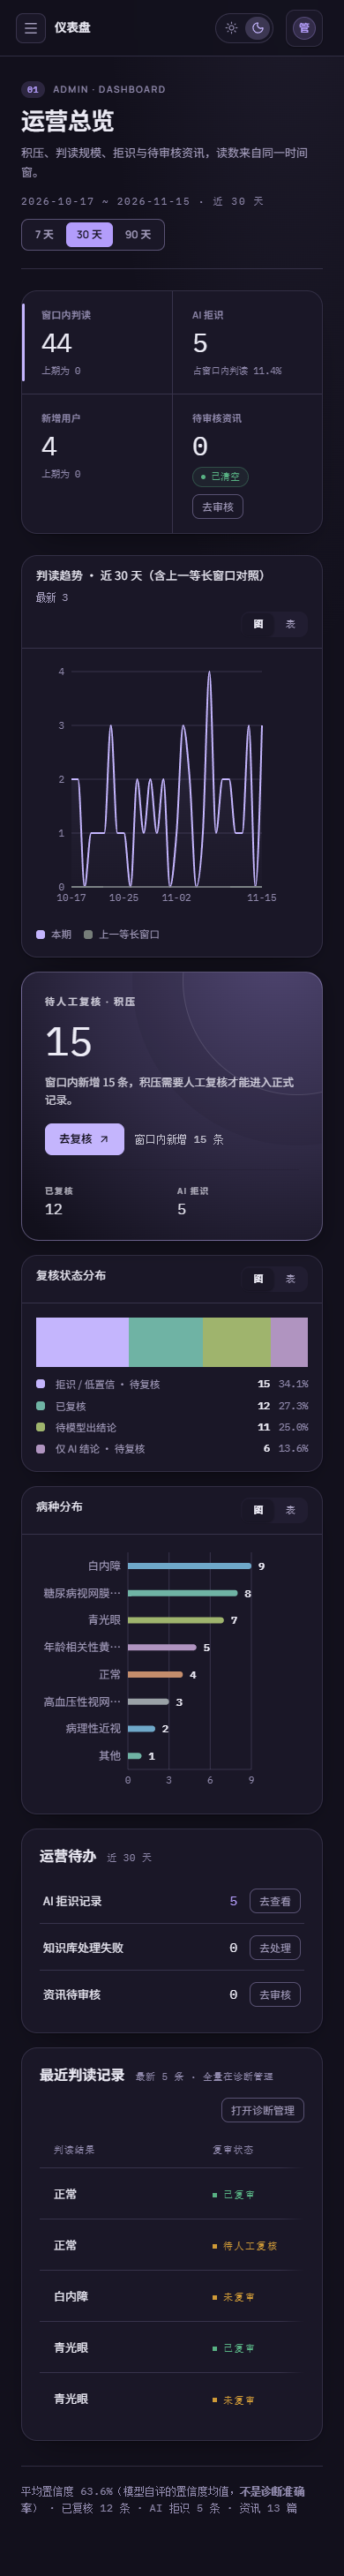 仪表盘
管
01 ADMIN · DASHBOARD
运营总览
积压、判读规模、拒识与待审核资讯，读数来自同一时间
窗。
2026-10-17 ~ 2026-11-15 · 近 30 天
7 天 30 天 90 天
窗口内判读
44
上期为 0
AI 拒识
5
占窗口内判读 11.4%
新增用户
4
上期为 0
待审核资讯
0
已清空
去审核
判读趋势 · 近 30 天（含上一等长窗口对照）
最新 3
图 表
4
3
2
1
0
10-17 10-25 11-02 11-15
本期 上一等长窗口
待人工复核 · 积压
15
窗口内新增 15 条，积压需要人工复核才能进入正式
记录。
去复核 窗口内新增 15 条
已复核 AI 拒识
12 5
复核状态分布 图 表
拒识 / 低置信 · 待复核 15 34.1%
已复核 12 27.3%
待模型出结论 11 25.0%
仅 AI 结论 · 待复核 6 13.6%
病种分布 图 表
白内障 9
糖尿病视网膜… 8
青光眼 7
年龄相关性黄… 5
正常 4
高血压性视网… 3
病理性近视 2
其他 1
0 3 6 9
运营待办 近 30 天
AI 拒识记录 5 去查看
知识库处理失败 0 去处理
资讯待审核 0 去审核
最近判读记录 最新 5 条 · 全量在诊断管理
打开诊断管理
判读结果 复审状态
正常 已复审
正常 待人工复核
白内障 未复审
青光眼 已复审
青光眼 未复审
平均置信度 63.6%（模型自评的置信度均值，不是诊断准确
率） · 已复核 12 条 · AI 拒识 5 条 · 资讯 13 篇